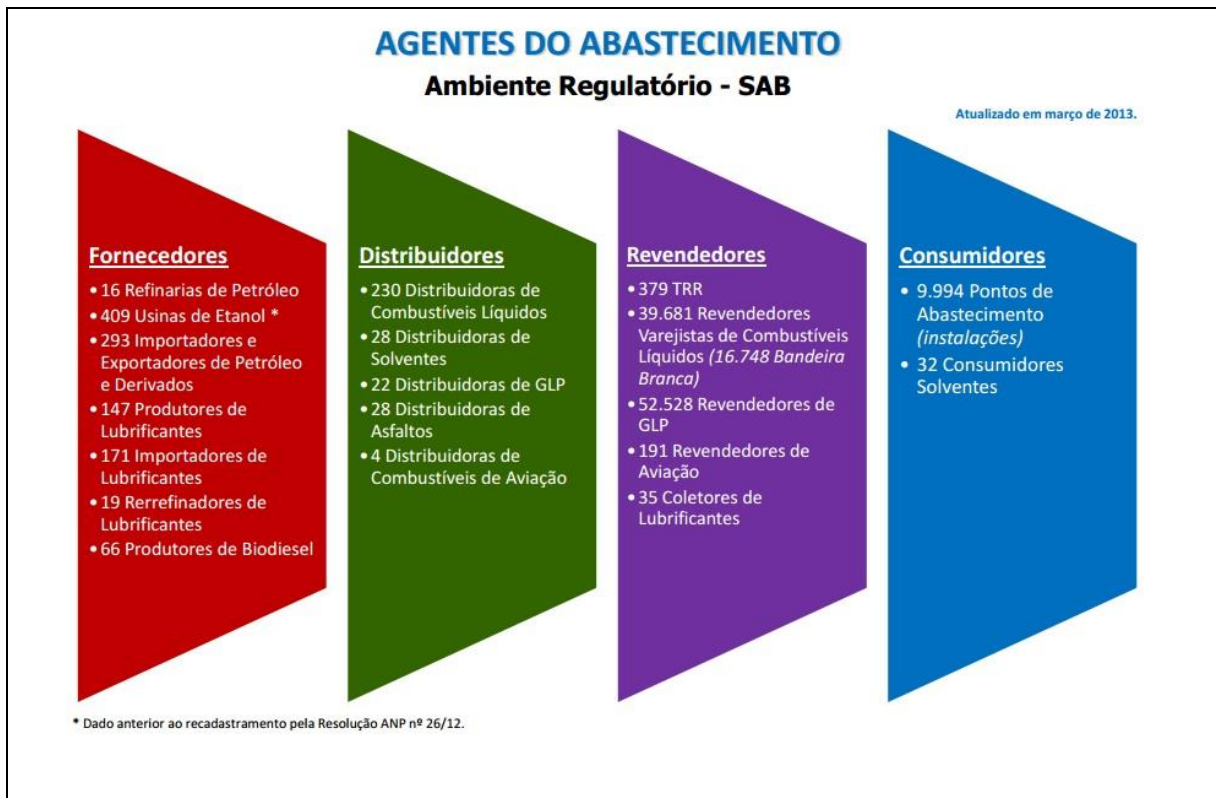 AGENTES DO ABASTECIMENTO
Ambiente Regulatório - SAB
Atualizado em março de 2013.
Fornecedores
• 16 Refinarias de Petróleo
• 409 Usinas de Etanol *
• 293 Importadores e
Exportadores de Petróleo
e Derivados
• 147 Produtores de
Lubrificantes
• 171 Importadores de
Lubrificantes
• 19 Rerrefinadores de
Lubrificantes
• 66 Produtores de Biodiesel
Distribuidores
• 230 Distribuidoras de
Combustíveis Líquidos
• 28 Distribuidoras de
Solventes
• 22 Distribuidoras de GLP
• 28 Distribuidoras de
Asfaltos
• 4 Distribuidoras de
Combustíveis de Aviação
Revendedores
• 379 TRR
• 39.681 Revendedores
Varejistas de Combustíveis
Líquidos (16.748 Bandeira
Branca)
• 52.528 Revendedores de
GLP
• 191 Revendedores de
Aviação
• 35 Coletores de
Lubrificantes
Consumidores
• 9.994 Pontos de
Abastecimento
(instalações)
• 32 Consumidores
Solventes
* Dado anterior ao recadastramento pela Resolução ANP nº 26/12.